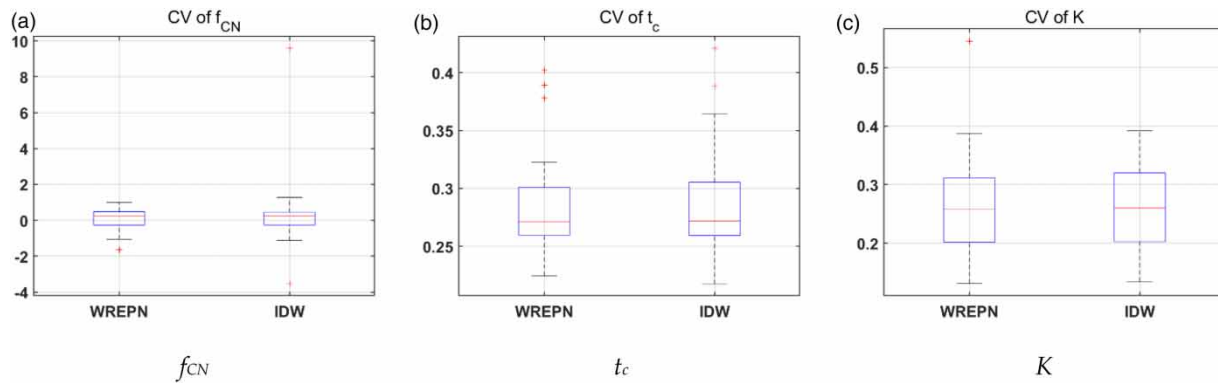 (a)
CV of f_CN
10
8
6
4
2
0
-2
-4
WREPN IDW
f_CN
(b)
CV of t_c
0.4
0.35
0.3
0.25
WREPN IDW
t_c
(c)
CV of K
0.5
0.4
0.3
0.2
WREPN IDW
K